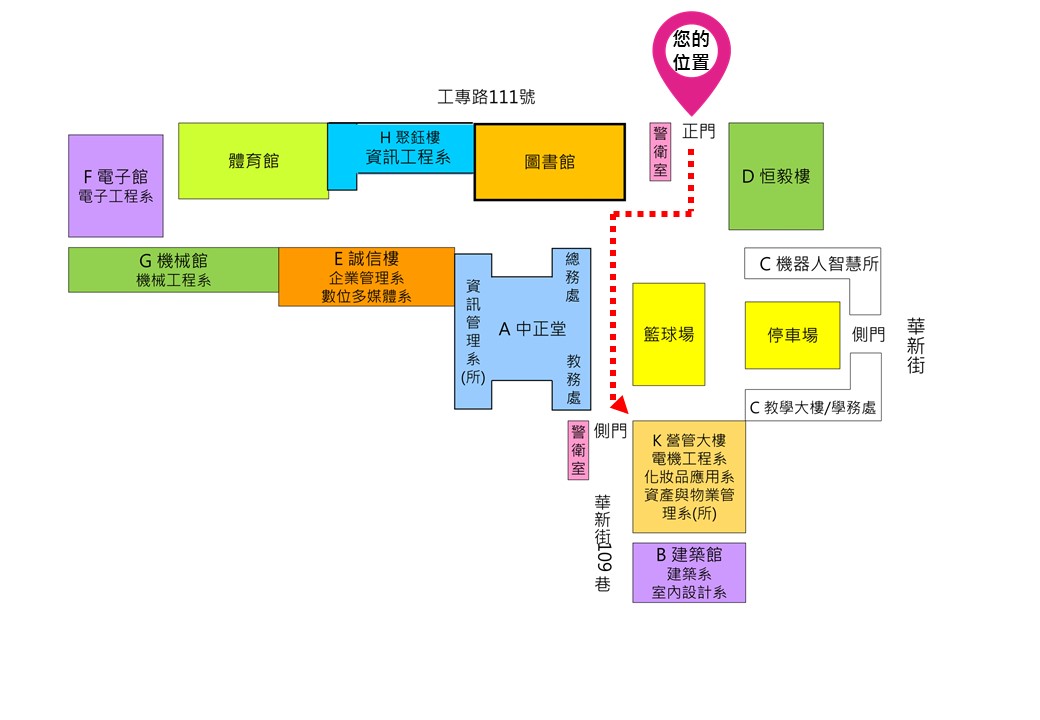 您的
位置
工專路111號
警衛室
正門
F 電子館
電子工程系
體育館
H 聚鈺樓
資訊工程系
圖書館
D 恒毅樓
G 機械館
機械工程系
E 誠信樓
企業管理系
數位多媒體系
資訊管理系(所)
A 中正堂
總務處
教務處
籃球場
C 機器人智慧所
停車場
側門
華新街
C 教學大樓/學務處
警衛室
側門
華新街109巷
K 營管大樓
電機工程系
化妝品應用系
資產與物業管
理系(所)
B 建築館
建築系
室內設計系